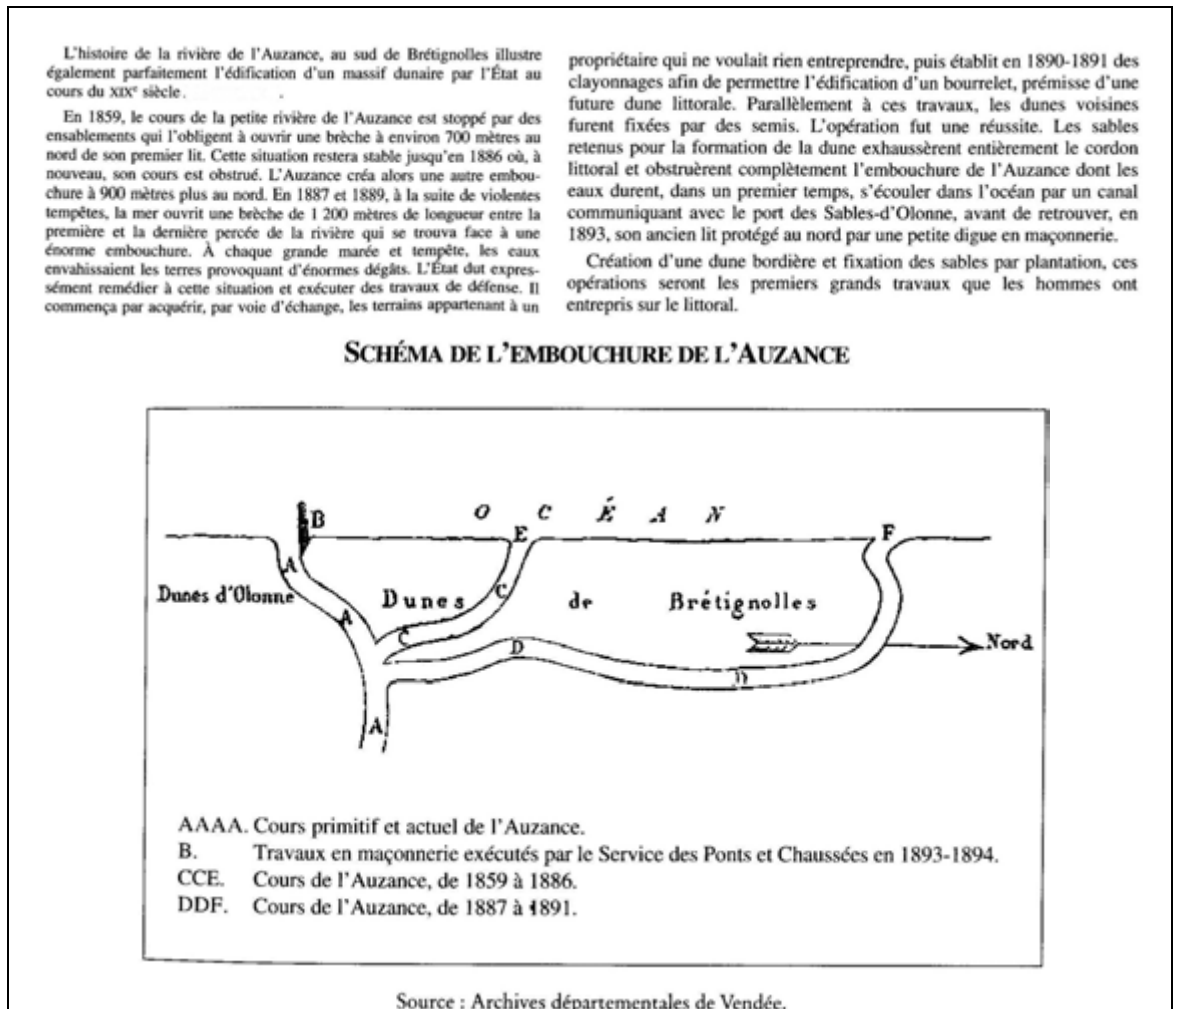 L'histoire de la rivière de l'Auzance, au sud de Brétignolles illustre
également parfaitement l'édification d'un massif dunaire par l'État au
cours du XIXe siècle.
En 1859, le cours de la petite rivière de l'Auzance est stoppé par des
ensablements qui l'obligent à ouvrir une brèche à environ 700 mètres au
nord de son premier lit. Cette situation restera stable jusqu'en 1886 où, à
nouveau, son cours est obstrué. L'Auzance créa alors une autre embou-
chure à 900 mètres plus au nord. En 1887 et 1889, à la suite de violentes
tempêtes, la mer ouvrit une brèche de 1 200 mètres de longueur entre la
première et la dernière percée de la rivière qui se trouva face à une
énorme embouchure. À chaque grande marée et tempête, les eaux
envahissaient les terres provoquant d'énormes dégâts. L'État dut expres-
sément remédier à cette situation et exécuter des travaux de défense. Il
commença par acquérir, par voie d'échange, les terrains appartenant à un
propriétaire qui ne voulait rien entreprendre, puis établit en 1890-1891 des
clayonnages afin de permettre l'édification d'un bourrelet, prémisse d'une
future dune littorale. Parallèlement à ces travaux, les dunes voisines
furent fixées par des semis. L'opération fut une réussite. Les sables
retenus pour la formation de la dune exhaussèrent entièrement le cordon
littoral et obstruèrent complètement l'embouchure de l'Auzance dont les
eaux durent, dans un premier temps, s'écouler dans l'océan par un canal
communiquant avec le port des Sables-d'Olonne, avant de retrouver, en
1893, son ancien lit protégé au nord par une petite digue en maçonnerie.
Création d'une dune bordière et fixation des sables par plantation, ces
opérations seront les premiers grands travaux que les hommes ont
entrepris sur le littoral.
SCHÉMA DE L'EMBOUCHURE DE L'AUZANCE
B
OCÉAN
E
F
A
Dunes d'Olonne
Dunes de Brétignolles
C
A
C
D
Nord
D
A
AAAA. Cours primitif et actuel de l'Auzance.
B. Travaux en maçonnerie exécutés par le Service des Ponts et Chaussées en 1893-1894.
CCE. Cours de l'Auzance, de 1859 à 1886.
DDF. Cours de l'Auzance, de 1887 à 1891.
Source : Archives départementales de Vendée.